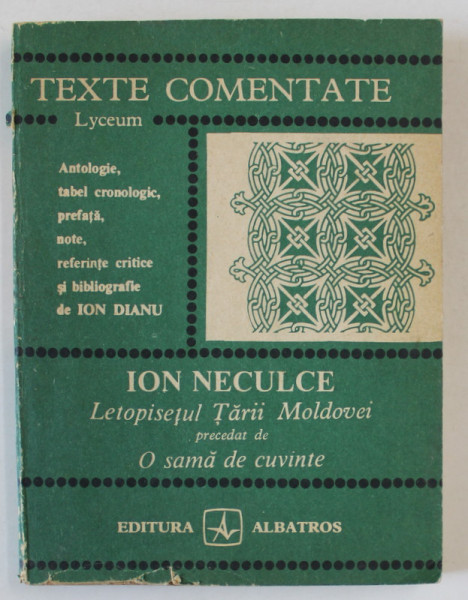 TEXTE COMENTATE
Lyceum
Antologie,
tabel cronologic,
prefață,
note,
referințe critice
și bibliografie
de ION DIANU
ION NECULCE
Letopisețul Țării Moldovei
precedat de
O samă de cuvinte
EDITURA ALBATROS